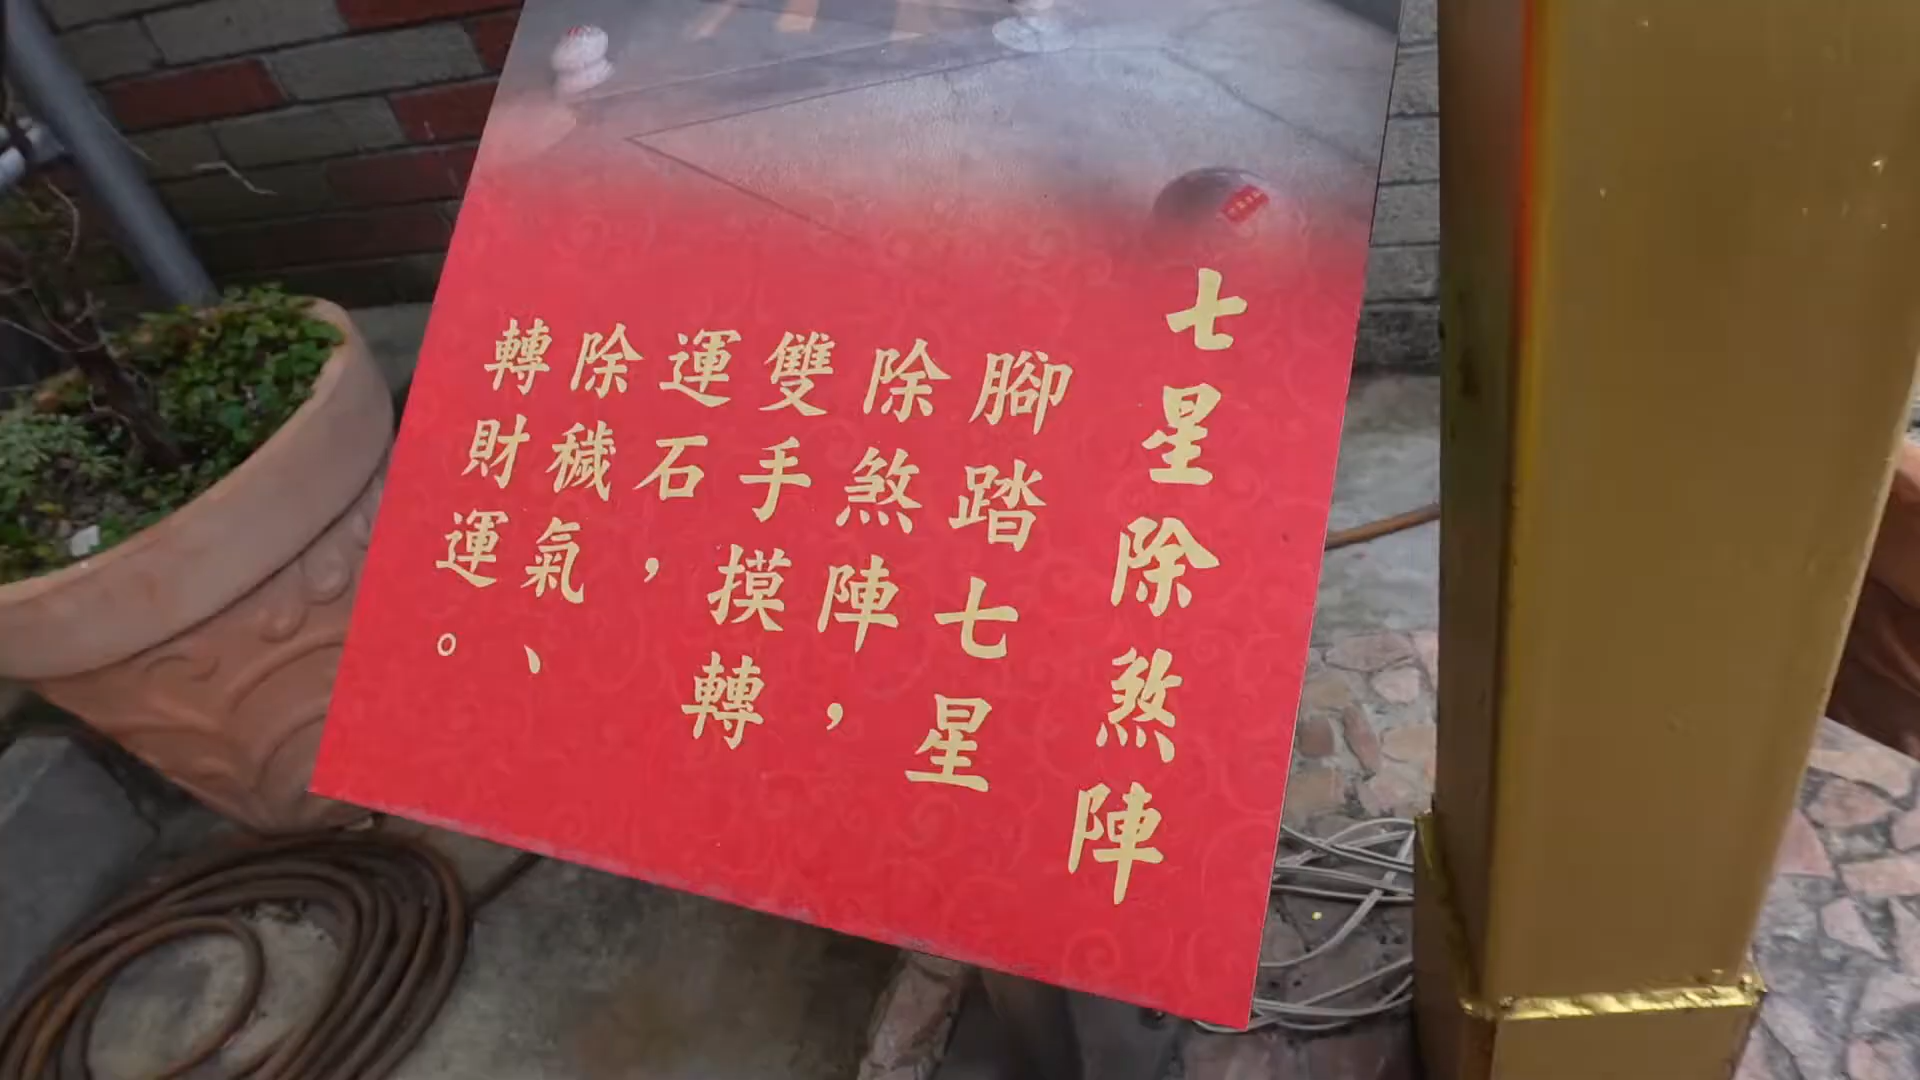 七星除煞陣
腳踏七星
除煞陣，
雙手摸轉
運石，
除穢氣、
轉財運。